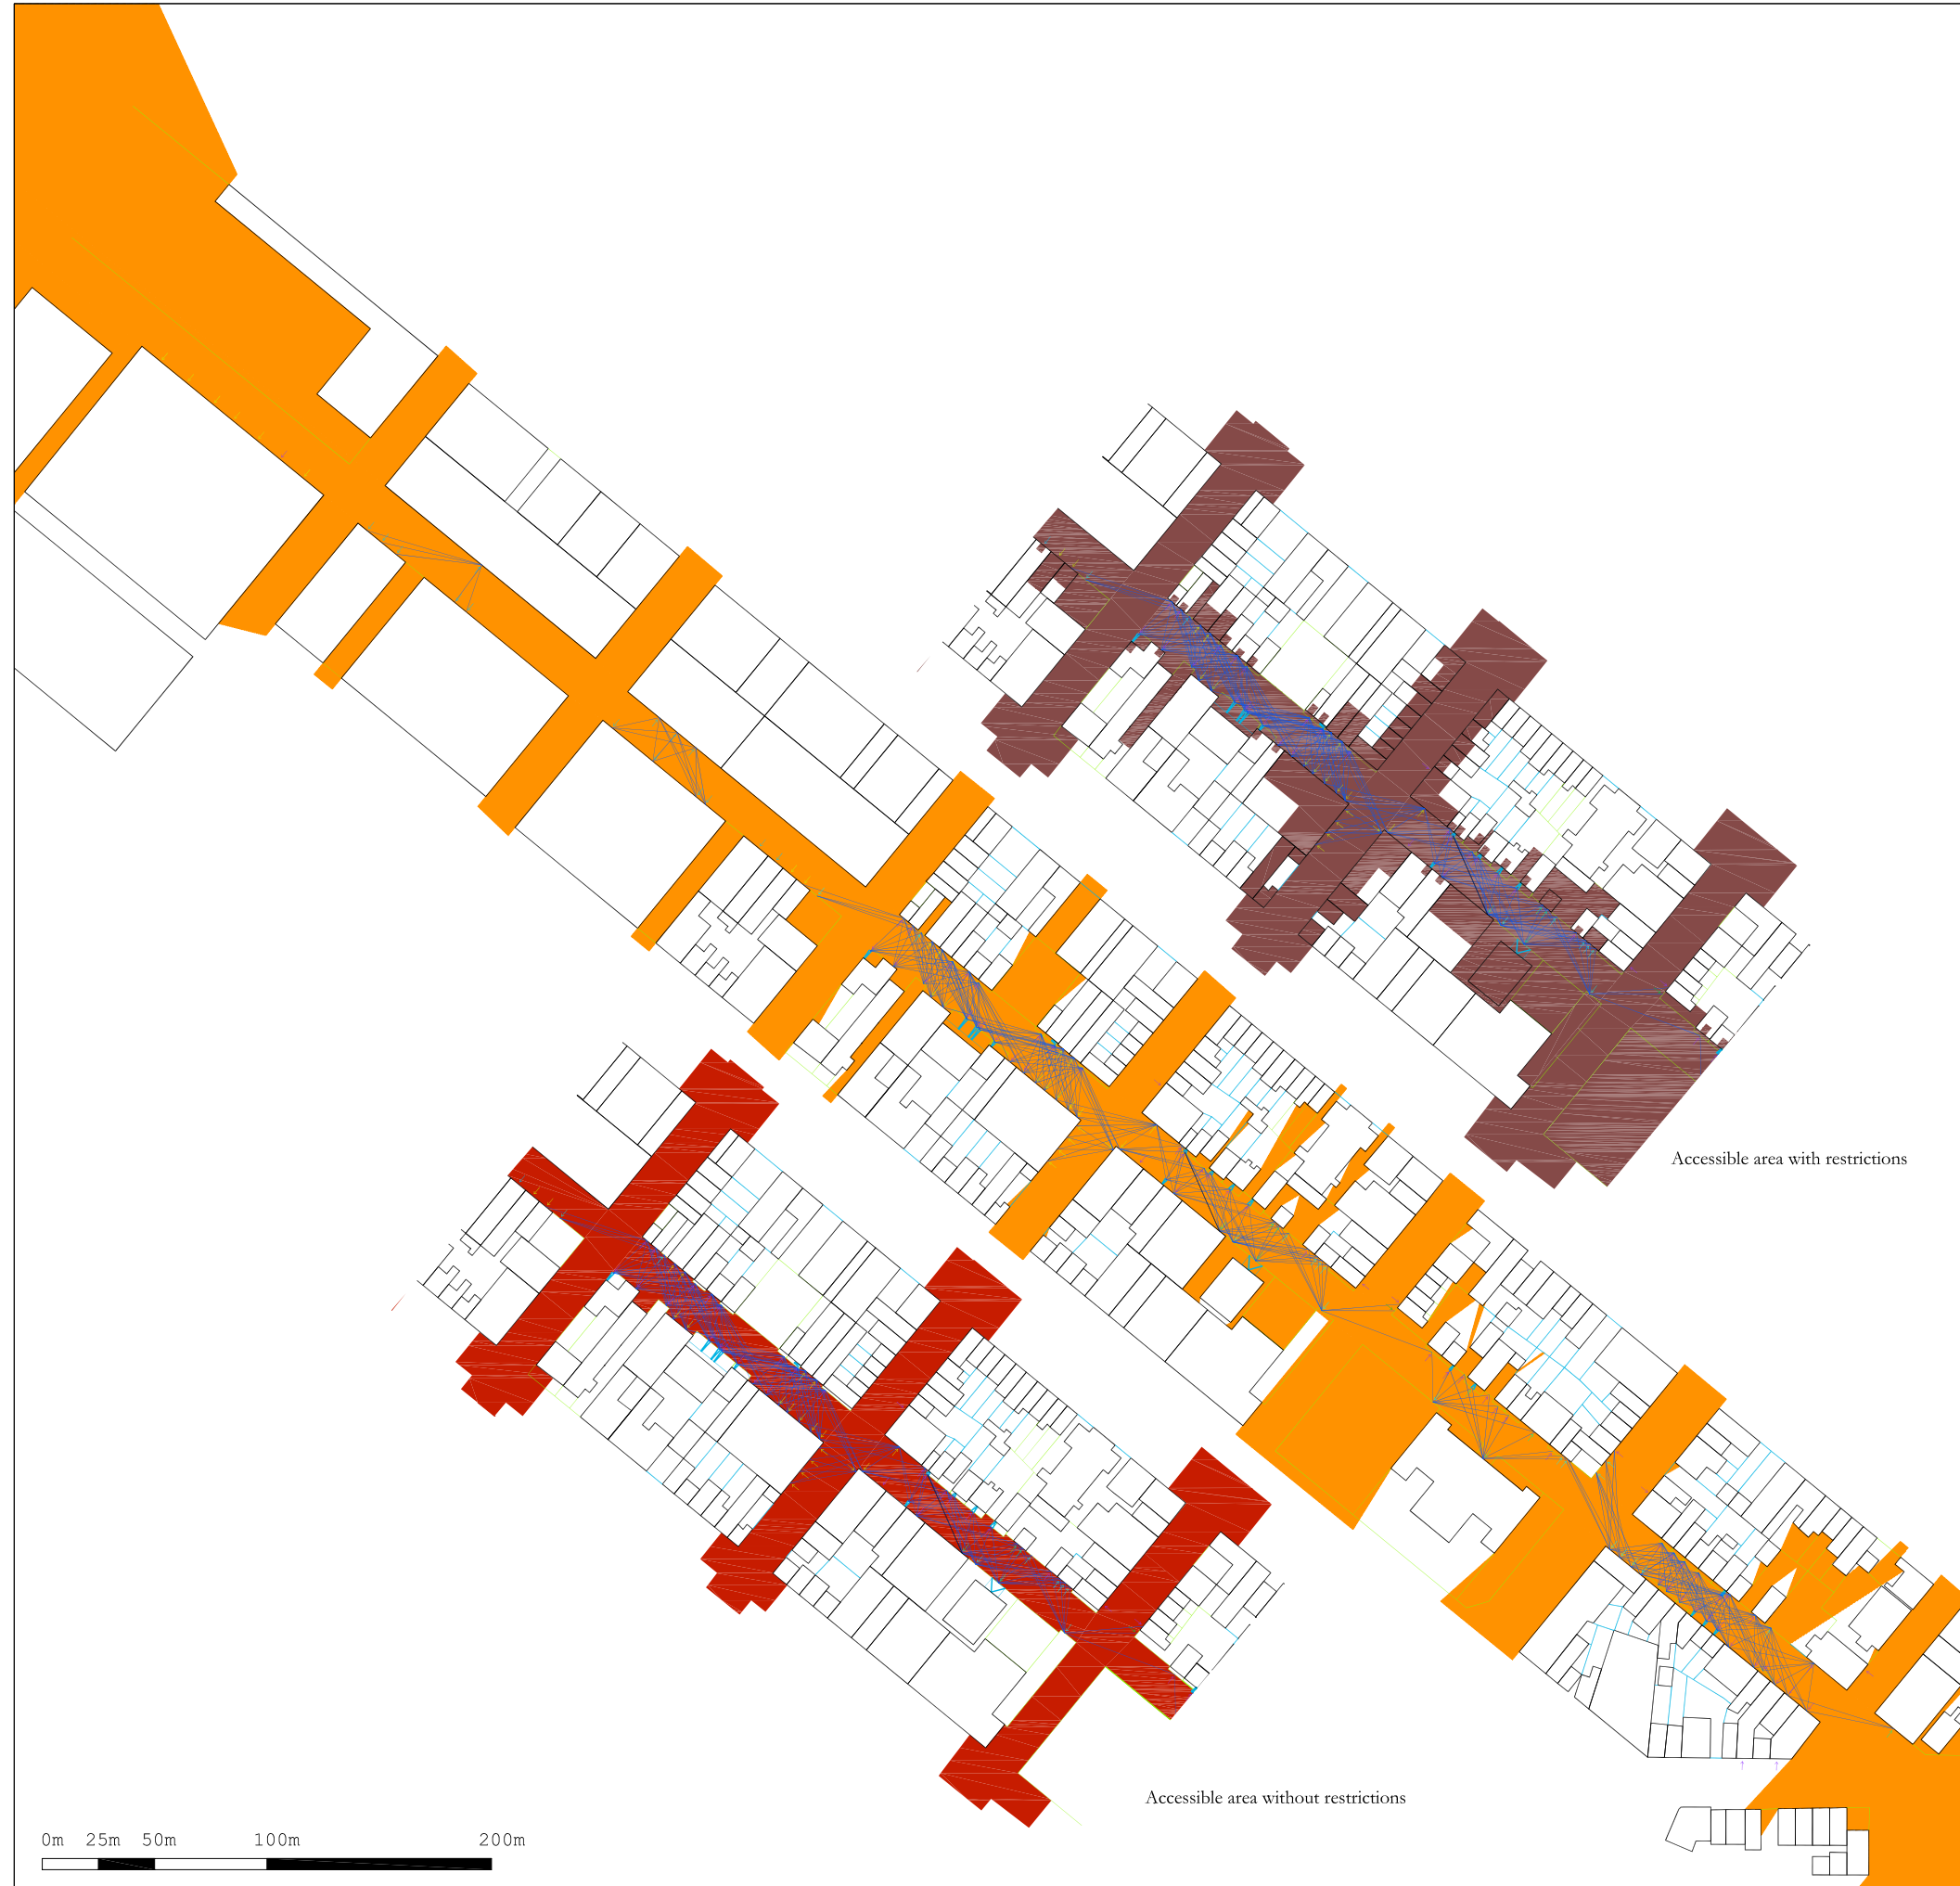 Accessible area with restrictions
Accessible area without restrictions
0m 25m 50m 100m 200m